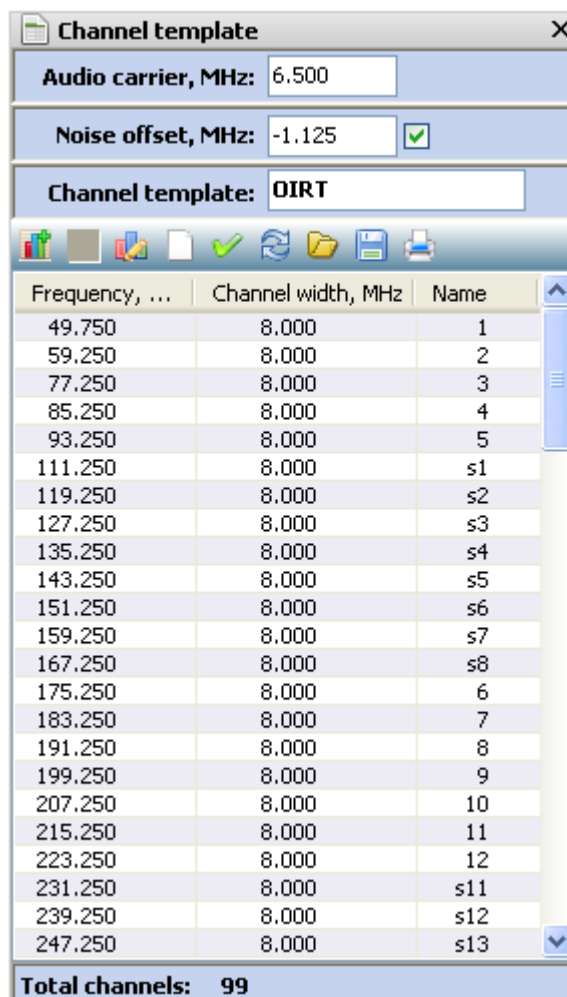 Channel template
Audio carrier, MHz: 6.500
Noise offset, MHz: -1.125
Channel template: OIRT
Frequency, ... Channel width, MHz Name
49.750 8.000 1
59.250 8.000 2
77.250 8.000 3
85.250 8.000 4
93.250 8.000 5
111.250 8.000 s1
119.250 8.000 s2
127.250 8.000 s3
135.250 8.000 s4
143.250 8.000 s5
151.250 8.000 s6
159.250 8.000 s7
167.250 8.000 s8
175.250 8.000 6
183.250 8.000 7
191.250 8.000 8
199.250 8.000 9
207.250 8.000 10
215.250 8.000 11
223.250 8.000 12
231.250 8.000 s11
239.250 8.000 s12
247.250 8.000 s13
Total channels: 99